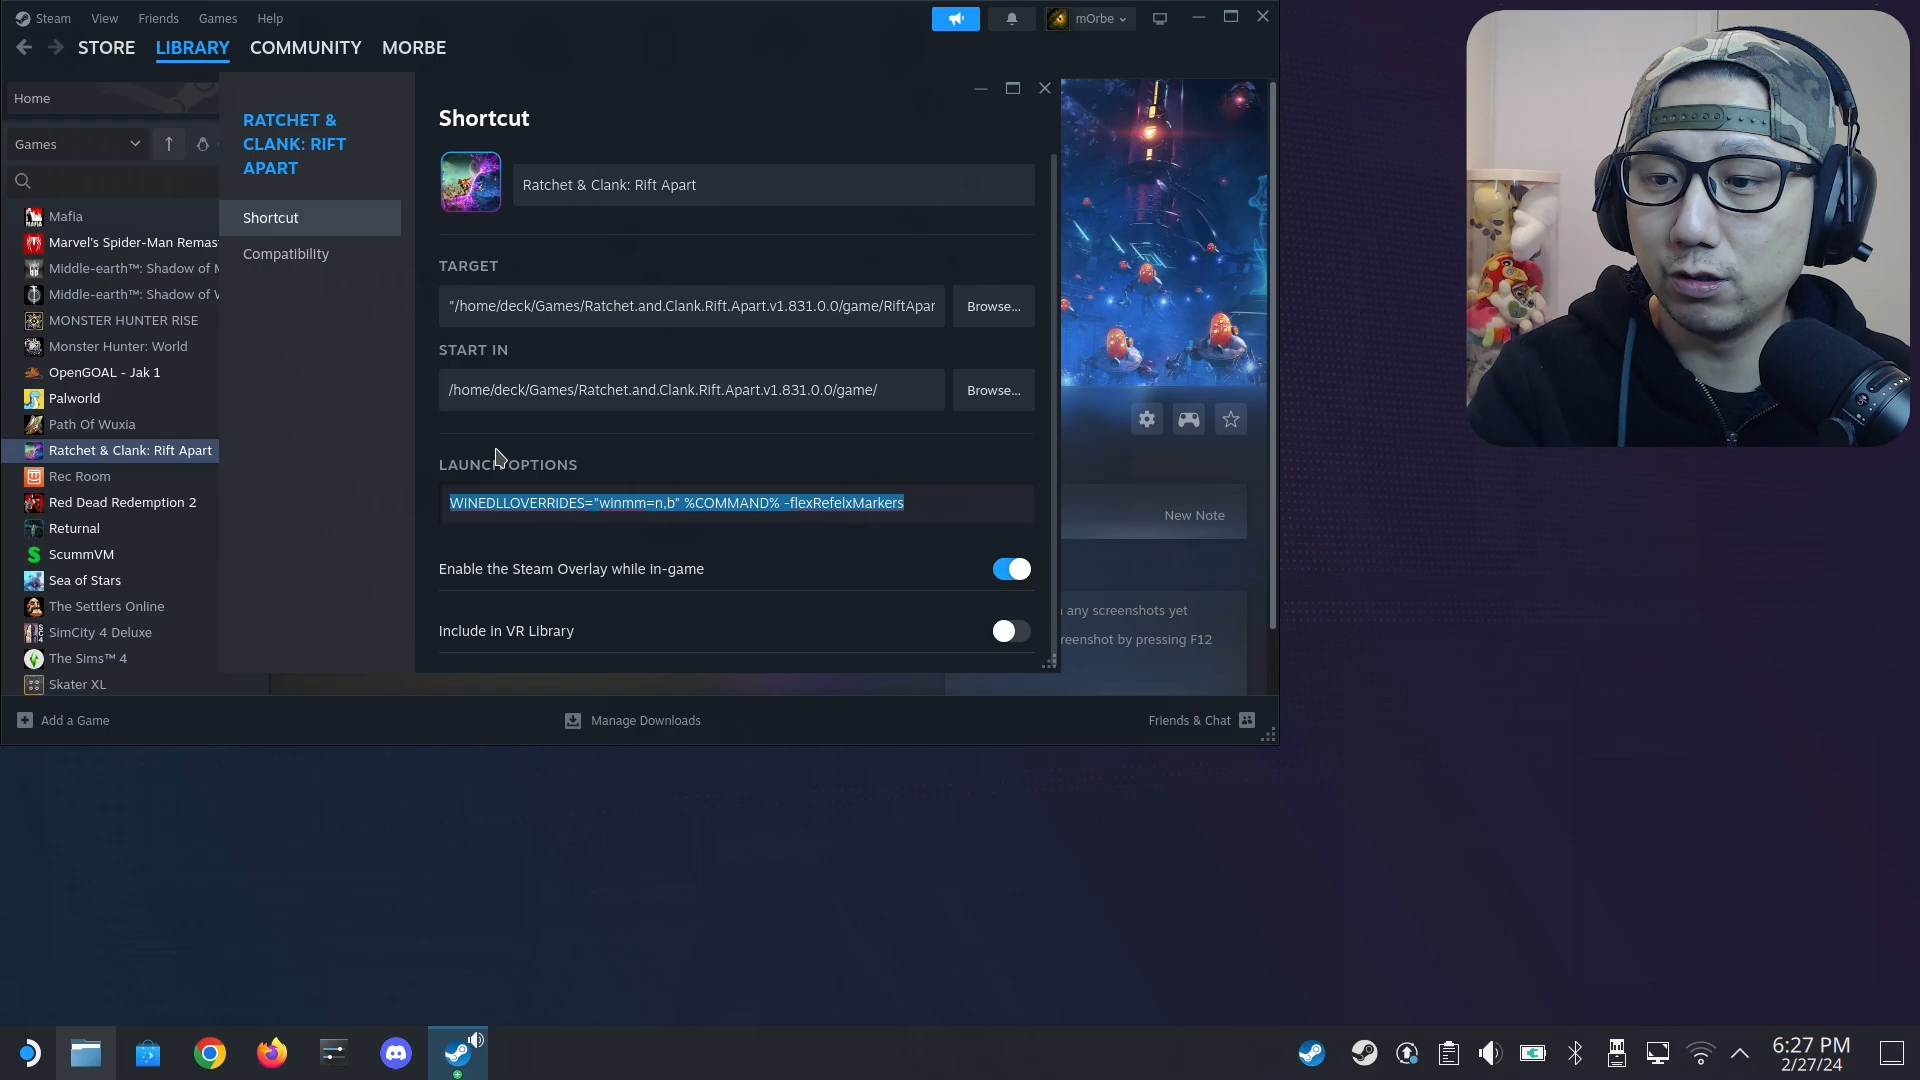 Steam View Friends Games Help
mOrbe
STORE LIBRARY COMMUNITY MORBE
Home
Games
Mafia
Marvel's Spider-Man Remas
Middle-earth™: Shadow of M
Middle-earth™: Shadow of W
MONSTER HUNTER RISE
Monster Hunter: World
OpenGOAL - Jak 1
Palworld
Path Of Wuxia
Ratchet & Clank: Rift Apart
Rec Room
Red Dead Redemption 2
Returnal
ScummVM
Sea of Stars
The Settlers Online
SimCity 4 Deluxe
The Sims™ 4
Skater XL
RATCHET &
CLANK: RIFT
APART
Shortcut
Compatibility
Shortcut
Ratchet & Clank: Rift Apart
TARGET
"/home/deck/Games/Ratchet.and.Clank.Rift.Apart.v1.831.0.0/game/RiftApar
Browse...
START IN
/home/deck/Games/Ratchet.and.Clank.Rift.Apart.v1.831.0.0/game/
Browse...
LAUNCH OPTIONS
WINEDLLOVERRIDES="winmm=n,b" %COMMAND% -flexRefelxMarkers
Enable the Steam Overlay while in-game
Include in VR Library
New Note
any screenshots yet
reenshot by pressing F12
Add a Game
Manage Downloads
Friends & Chat
6:27 PM
2/27/24